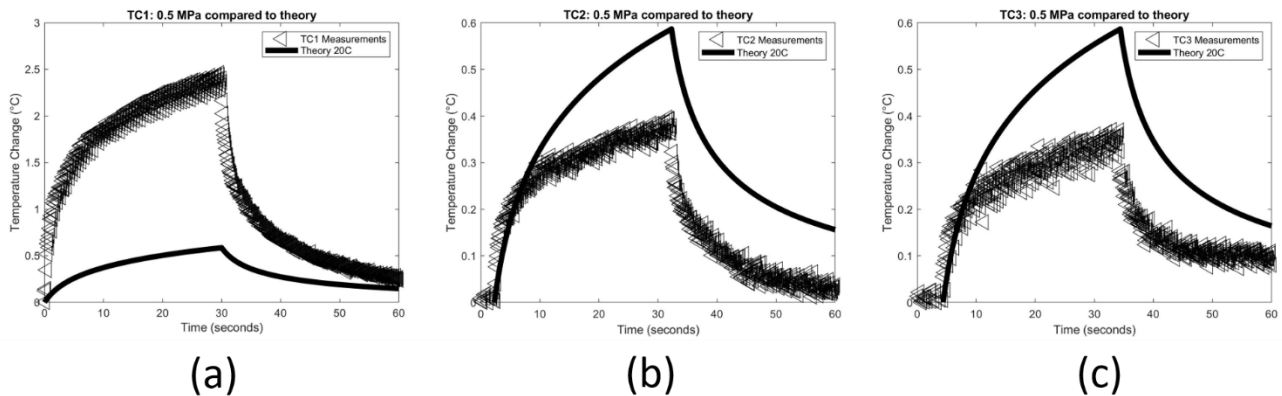 TC1: 0.5 MPa compared to theory
TC1 Measurements
Theory 20C
3
2.5
2
1.5
1
0.5
0
Temperature Change (°C)
0 10 20 30 40 50 60
Time (seconds)
(a)
TC2: 0.5 MPa compared to theory
TC2 Measurements
Theory 20C
0.6
0.5
0.4
0.3
0.2
0.1
0
Temperature Change (°C)
0 10 20 30 40 50 60
Time (seconds)
(b)
TC3: 0.5 MPa compared to theory
TC3 Measurements
Theory 20C
0.6
0.5
0.4
0.3
0.2
0.1
0
Temperature Change (°C)
0 10 20 30 40 50 60
Time (seconds)
(c)